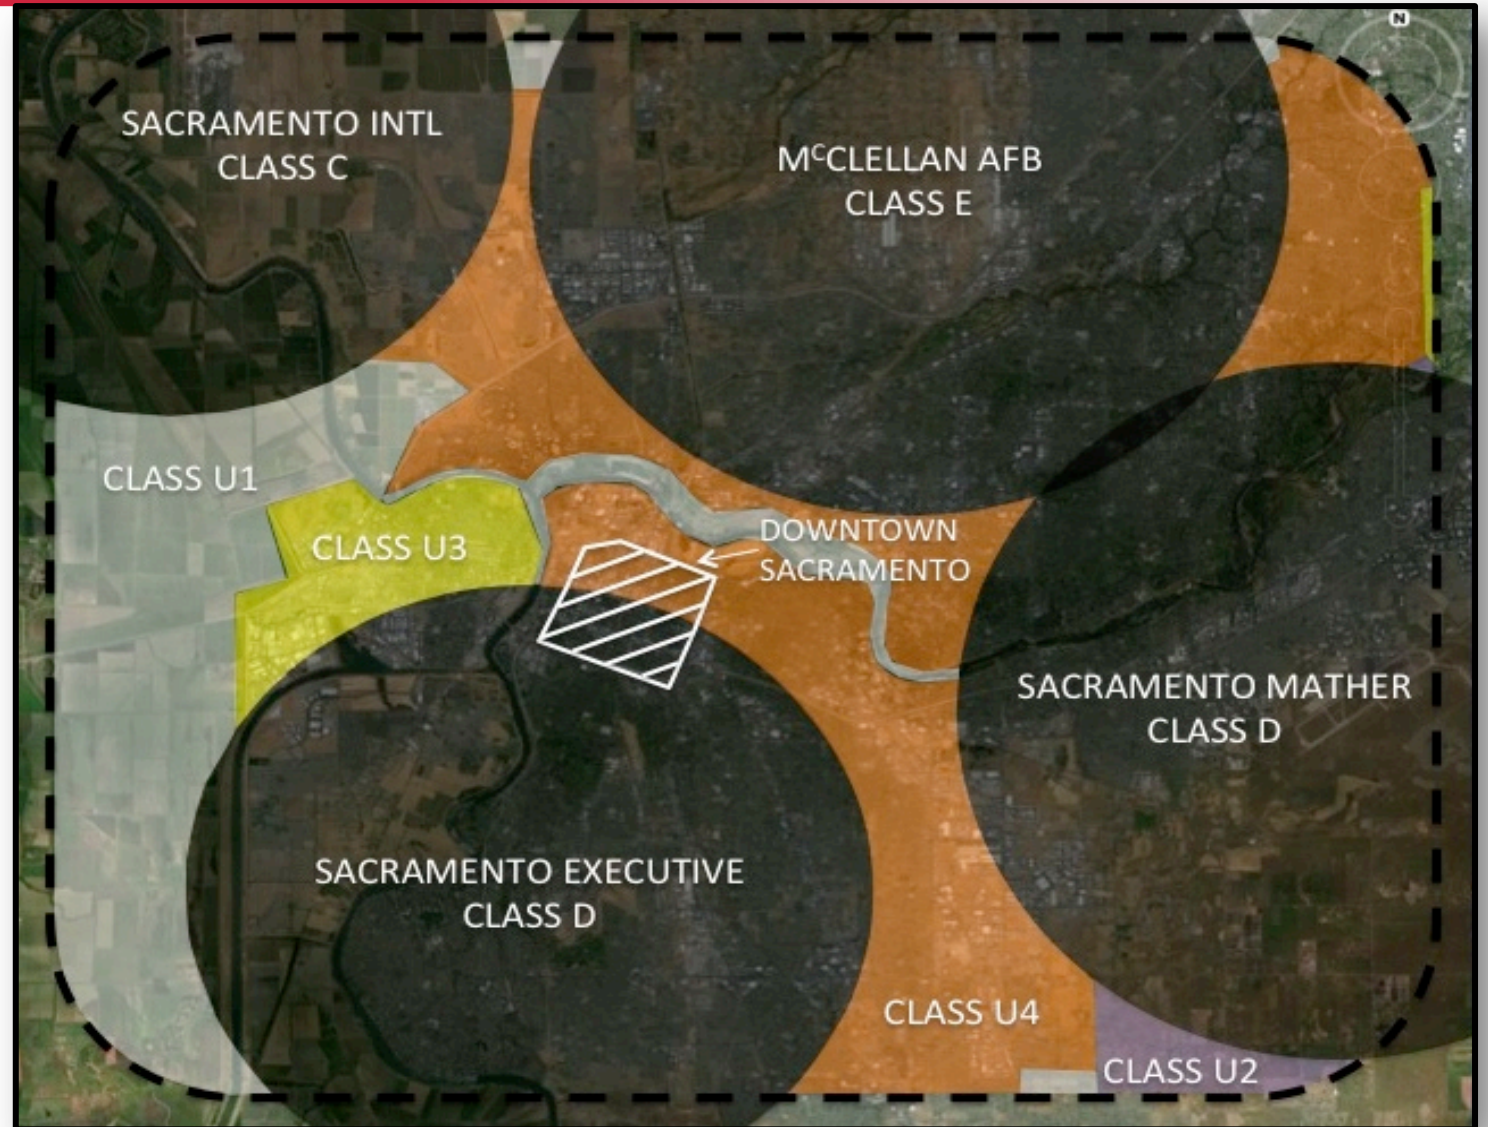 N
SACRAMENTO INTL
CLASS C
MCCLELLAN AFB
CLASS E
CLASS U1
CLASS U3
DOWNTOWN
SACRAMENTO
SACRAMENTO MATHER
CLASS D
SACRAMENTO EXECUTIVE
CLASS D
CLASS U4
CLASS U2